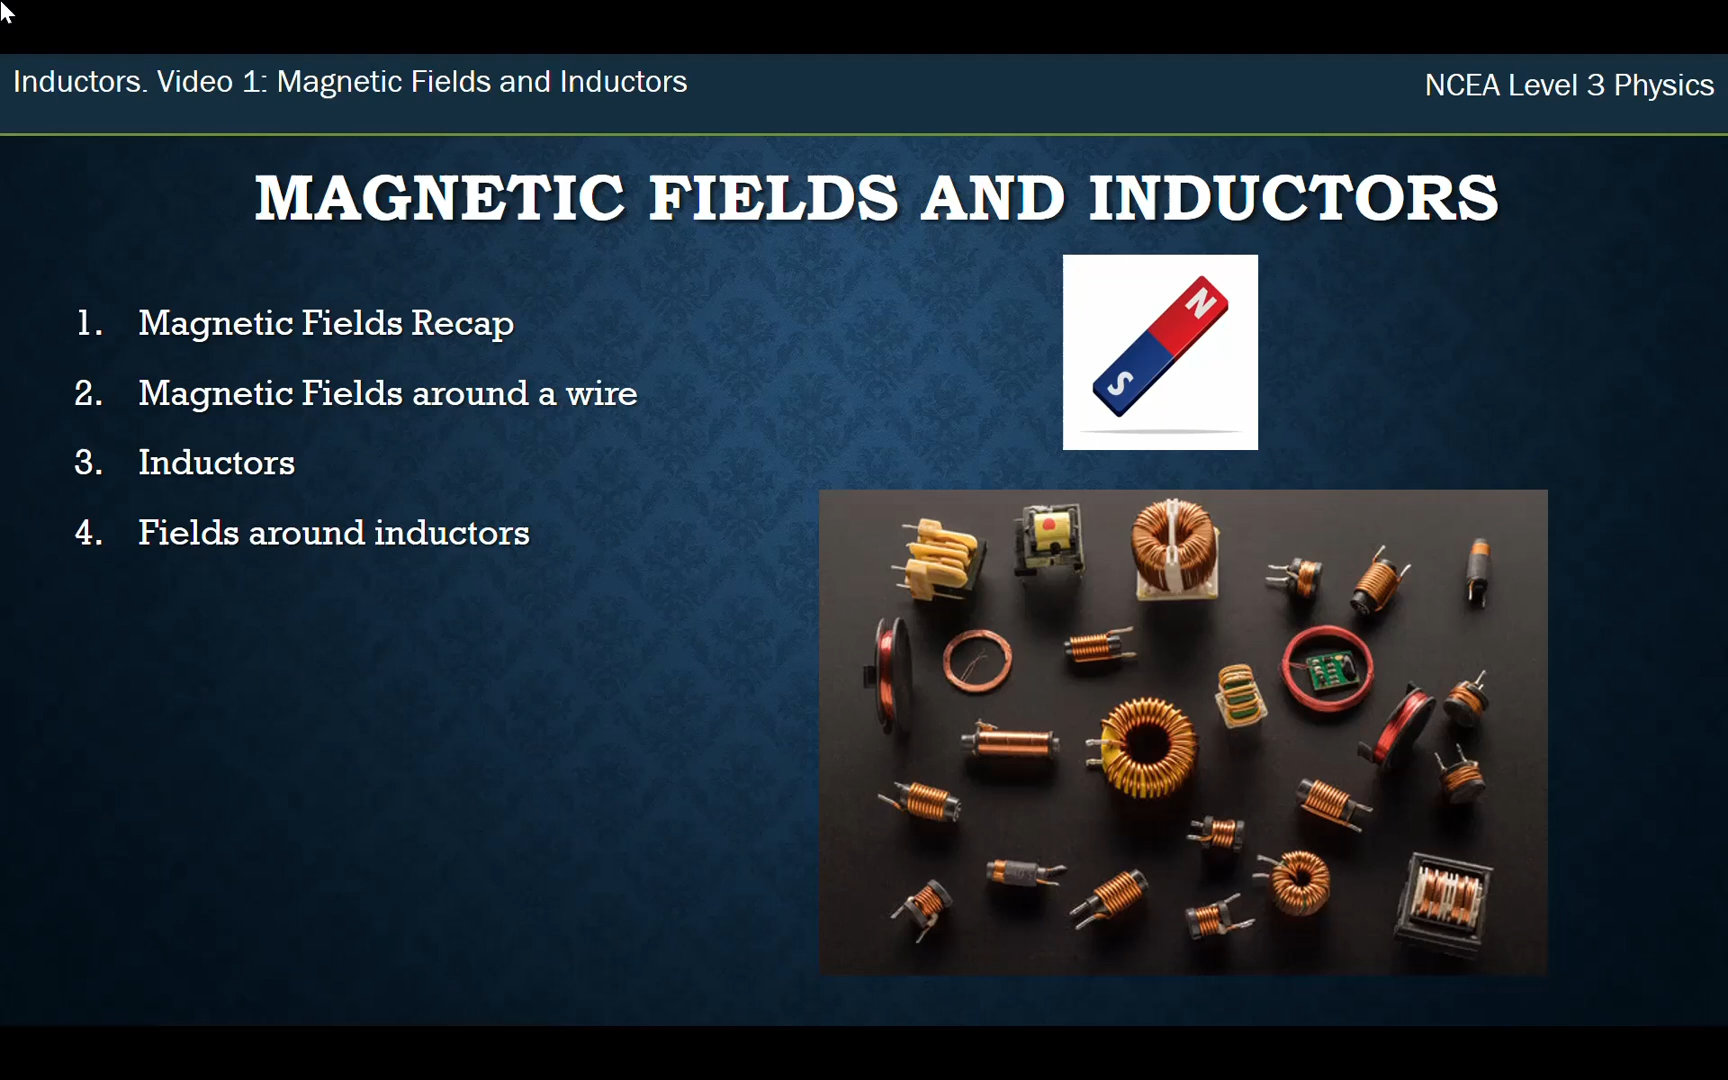 Inductors. Video 1: Magnetic Fields and Inductors
NCEA Level 3 Physics
MAGNETIC FIELDS AND INDUCTORS
1. Magnetic Fields Recap
2. Magnetic Fields around a wire
3. Inductors
4. Fields around inductors
N
S